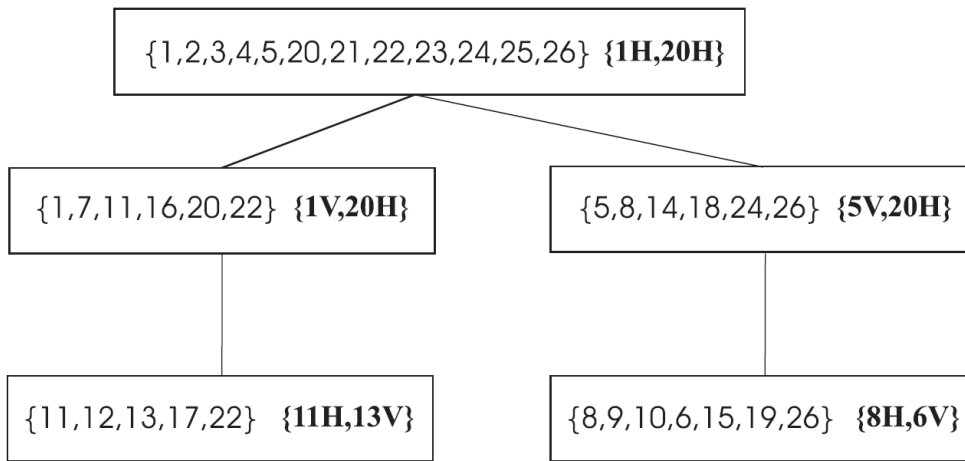 {1,2,3,4,5,20,21,22,23,24,25,26} {1H,20H}
{1,7,11,16,20,22} {1V,20H}
{5,8,14,18,24,26} {5V,20H}
{11,12,13,17,22} {11H,13V}
{8,9,10,6,15,19,26} {8H,6V}